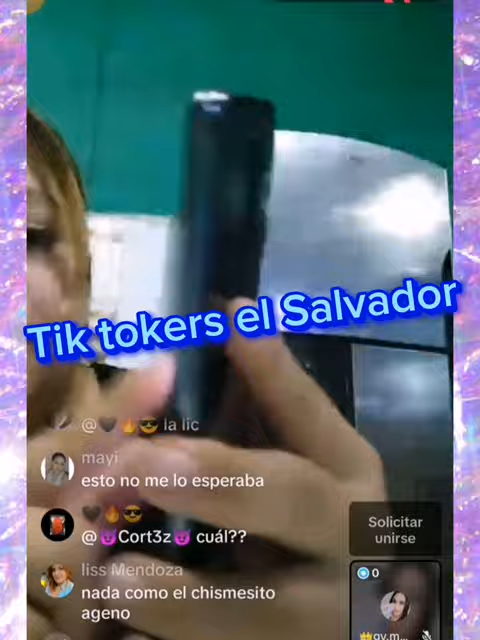 Tik tokers el Salvador
@🖤🔥😎 la lic
mayi
esto no me lo esperaba
🖤🔥😎
@😈Cort3z😈 cuál??
liss Mendoza
nada como el chismesito
ageno
Solicitar
unirse
0